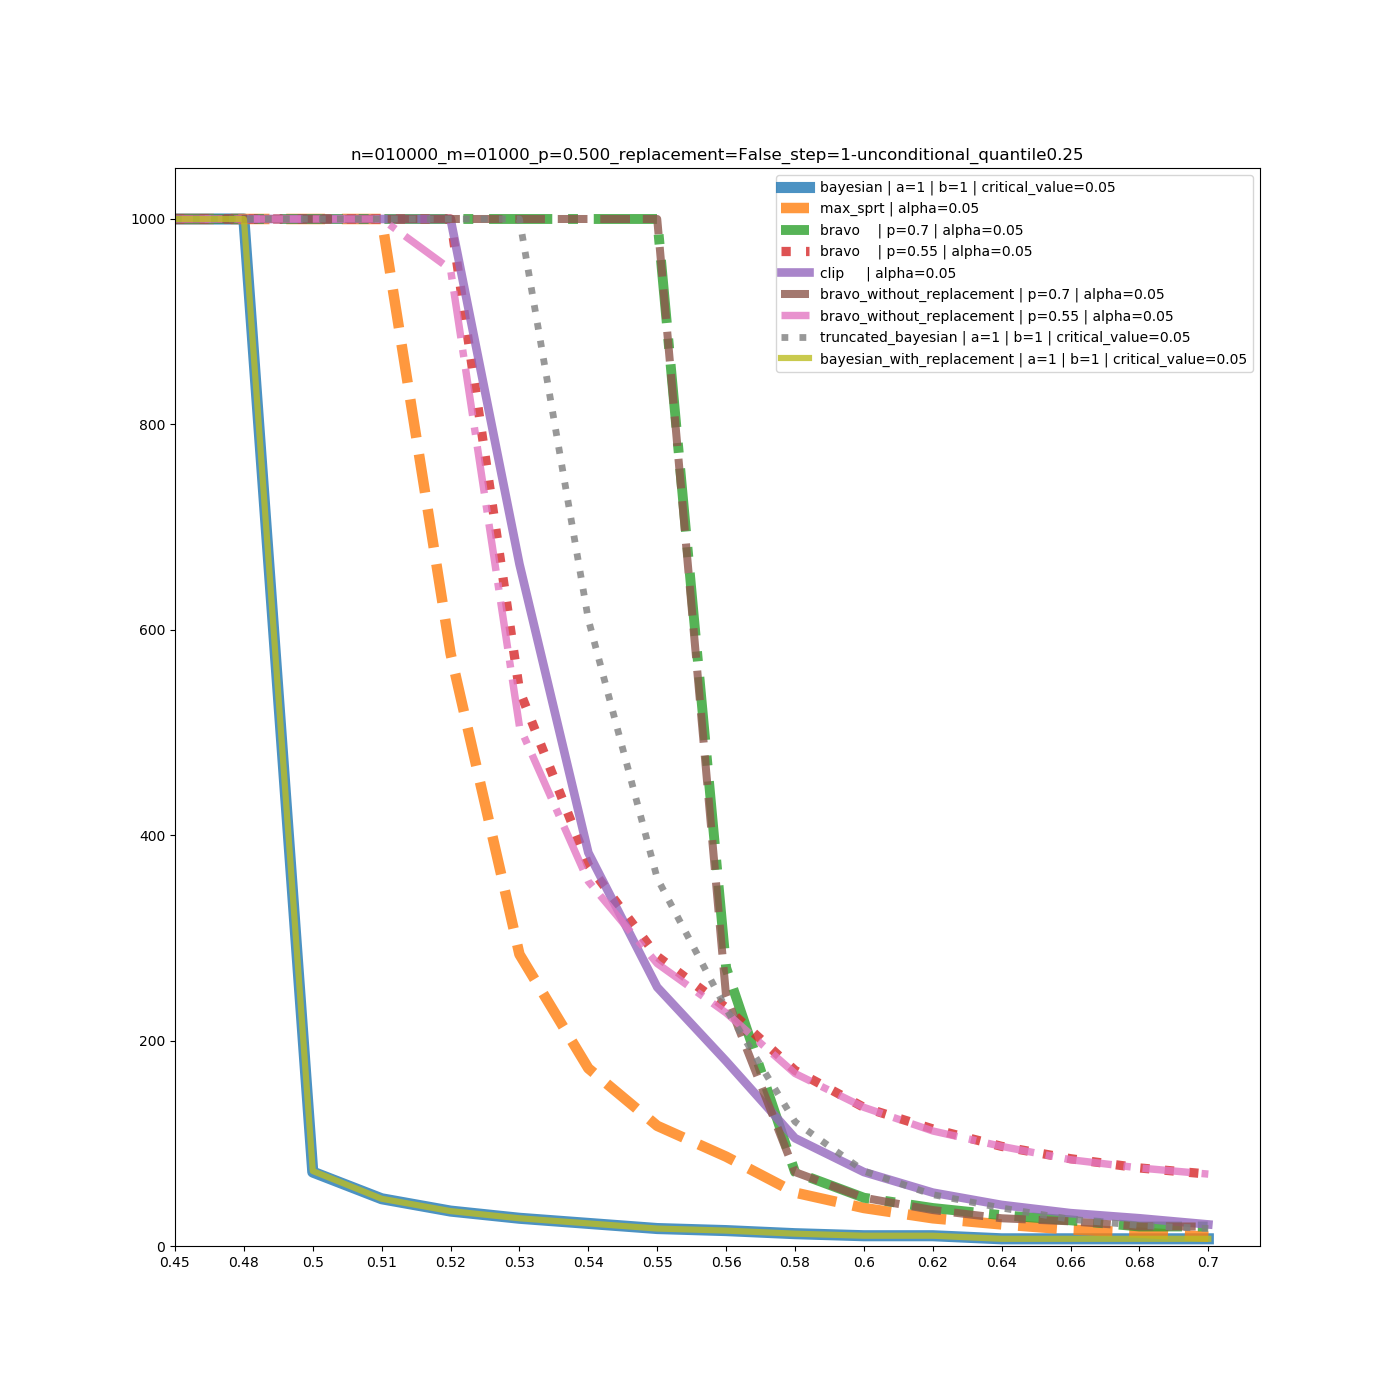 n=010000_m=01000_p=0.500_replacement=False_step=1-unconditional_quantile0.25
bayesian | a=1 | b=1 | critical_value=0.05
max_sprt | alpha=0.05
bravo    | p=0.7 | alpha=0.05
bravo    | p=0.55 | alpha=0.05
clip     | alpha=0.05
bravo_without_replacement | p=0.7 | alpha=0.05
bravo_without_replacement | p=0.55 | alpha=0.05
truncated_bayesian | a=1 | b=1 | critical_value=0.05
bayesian_with_replacement | a=1 | b=1 | critical_value=0.05
1000
800
600
400
200
0
0.45 0.48 0.5 0.51 0.52 0.53 0.54 0.55 0.56 0.58 0.6 0.62 0.64 0.66 0.68 0.7